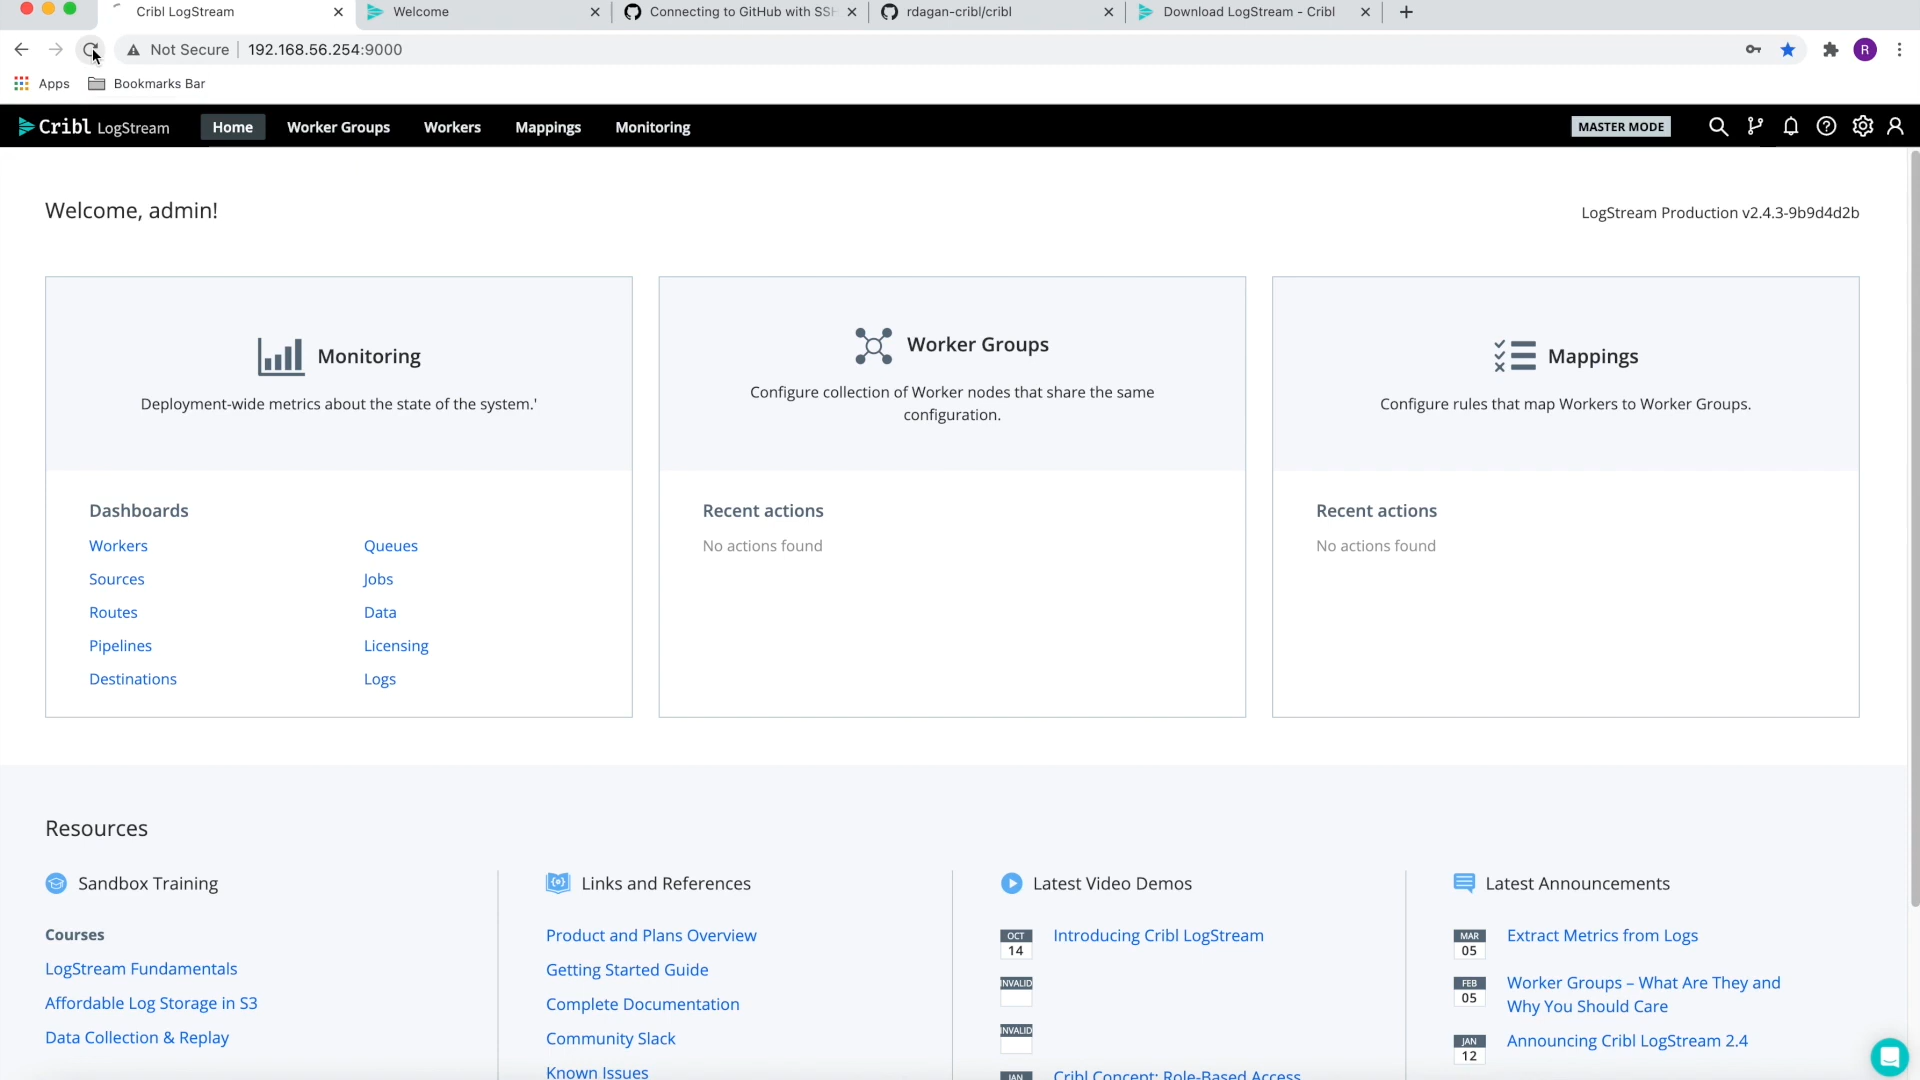 Cribl LogStream
Welcome
Connecting to GitHub with SSH
rdagan-cribl/cribl
Download LogStream - Cribl
Not Secure
192.168.56.254:9000
R
Apps
Bookmarks Bar
Cribl LogStream
Home
Worker Groups
Workers
Mappings
Monitoring
MASTER MODE
Welcome, admin!
LogStream Production v2.4.3-9b9d4d2b
Monitoring
Deployment-wide metrics about the state of the system.'
Dashboards
Workers
Queues
Sources
Jobs
Routes
Data
Pipelines
Licensing
Destinations
Logs
Worker Groups
Configure collection of Worker nodes that share the same
configuration.
Recent actions
No actions found
Mappings
Configure rules that map Workers to Worker Groups.
Recent actions
No actions found
Resources
Sandbox Training
Courses
LogStream Fundamentals
Affordable Log Storage in S3
Data Collection & Replay
Links and References
Product and Plans Overview
Getting Started Guide
Complete Documentation
Community Slack
Known Issues
Latest Video Demos
OCT
14
Introducing Cribl LogStream
INVALID
INVALID
JAN
Cribl Concept: Role-Based Access
Latest Announcements
MAR
05
Extract Metrics from Logs
FEB
05
Worker Groups – What Are They and
Why You Should Care
JAN
12
Announcing Cribl LogStream 2.4